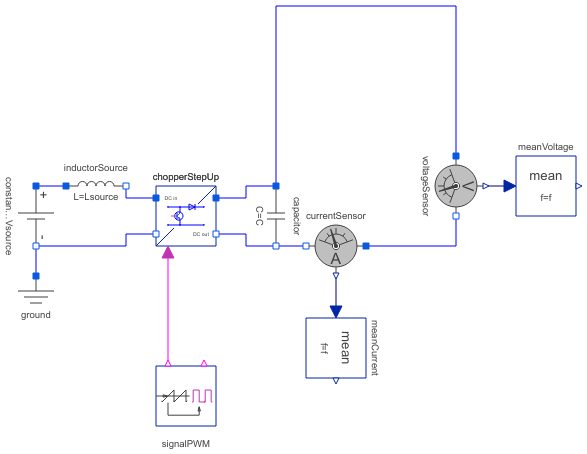 meanVoltage
mean
f=f
voltageSensor
inductorSource
L=Lsource
chopperStepUp
DC in
DC out
constan... Vsource
+
-
capacitor
C=C
currentSensor
A
V
ground
mean
f=f
meanCurrent
signalPWM